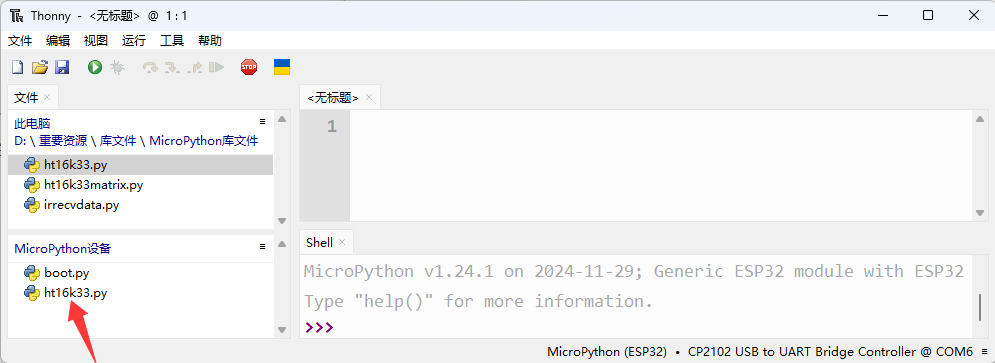 Thonny - <无标题> @ 1:1
文件 编辑 视图 运行 工具 帮助
STOP
文件 ×
此电脑
D: \ 重要资源 \ 库文件 \ MicroPython库文件
ht16k33.py
ht16k33matrix.py
irrecvdata.py
MicroPython设备
boot.py
ht16k33.py
<无标题> ×
1
Shell ×
MicroPython v1.24.1 on 2024-11-29; Generic ESP32 module with ESP32
Type "help()" for more information.
>>>
MicroPython (ESP32) • CP2102 USB to UART Bridge Controller @ COM6 ≡